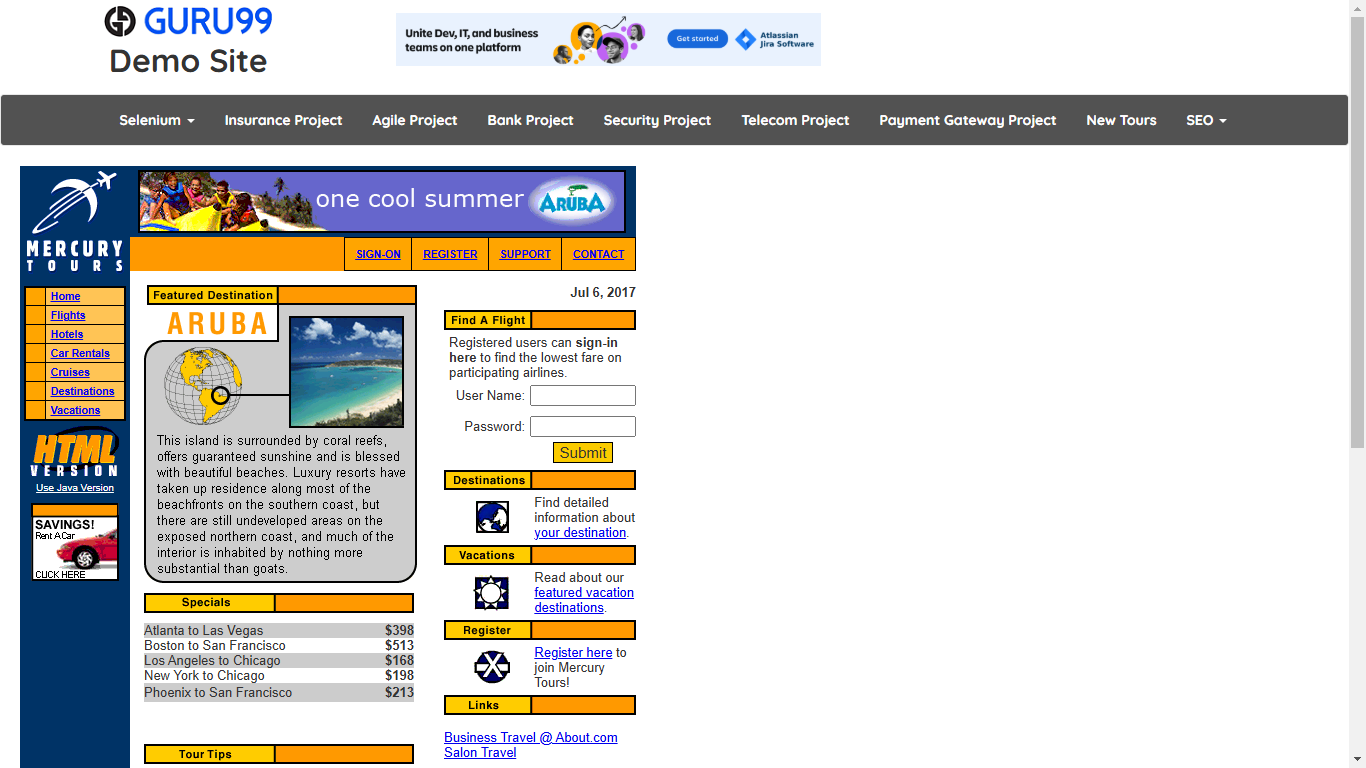 GURU99
Demo Site
Unite Dev, IT, and business
teams on one platform
Get started
Atlassian
Jira Software
Selenium
Insurance Project
Agile Project
Bank Project
Security Project
Telecom Project
Payment Gateway Project
New Tours
SEO
MERCURY
TOURS
one cool summer
ARUBA
SIGN-ON
REGISTER
SUPPORT
CONTACT
Home
Flights
Hotels
Car Rentals
Cruises
Destinations
Vacations
HTML
VERSION
Use Java Version
SAVINGS!
Rent A Car
CLICK HERE
Featured Destination
ARUBA
This island is surrounded by coral reefs,
offers guaranteed sunshine and is blessed
with beautiful beaches. Luxury resorts have
taken up residence along most of the
beachfronts on the southern coast, but
there are still undeveloped areas on the
exposed northern coast, and much of the
interior is inhabited by nothing more
substantial than goats.
Specials
Atlanta to Las Vegas $398
Boston to San Francisco $513
Los Angeles to Chicago $168
New York to Chicago $198
Phoenix to San Francisco $213
Tour Tips
Jul 6, 2017
Find A Flight
Registered users can sign-in
here to find the lowest fare on
participating airlines.
User Name:
Password:
Submit
Destinations
Find detailed
information about
your destination.
Vacations
Read about our
featured vacation
destinations.
Register
Register here to
join Mercury
Tours!
Links
Business Travel @ About.com
Salon Travel